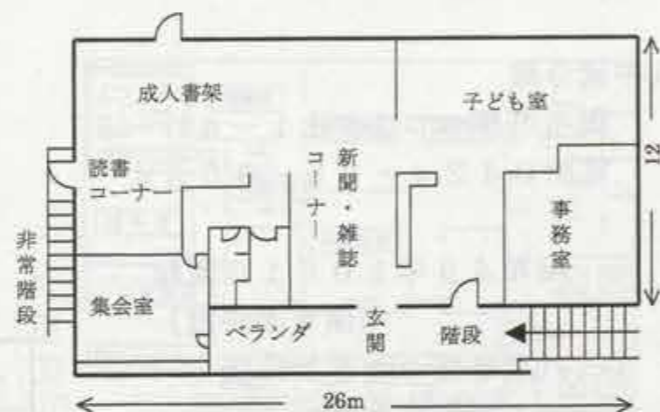 成人書架
子ども室
読書
コーナー
新聞・雑誌
コーナー
12
事務室
非常階段
集会室
ベランダ
玄関
階段
26m